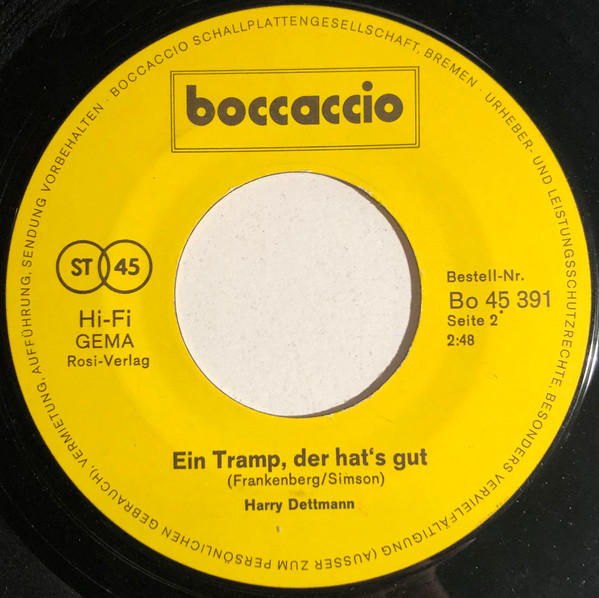 BOCCACCIO SCHALLPLATTENGESELLSCHAFT, BREMEN · URHEBER- UND LEISTUNGSSCHUTZRECHTE, BESONDERS VERVIELFÄLTIGUNG (AUSSER ZUM PERSÖNLICHEN GEBRAUCH), VERMIETUNG, AUFFÜHRUNG, SENDUNG VORBEHALTEN ·
boccaccio
ST 45
Hi-Fi
GEMA
Rosi-Verlag
Bestell-Nr.
Bo 45 391
Seite 2
2:48
Ein Tramp, der hat's gut
(Frankenberg/Simson)
Harry Dettmann